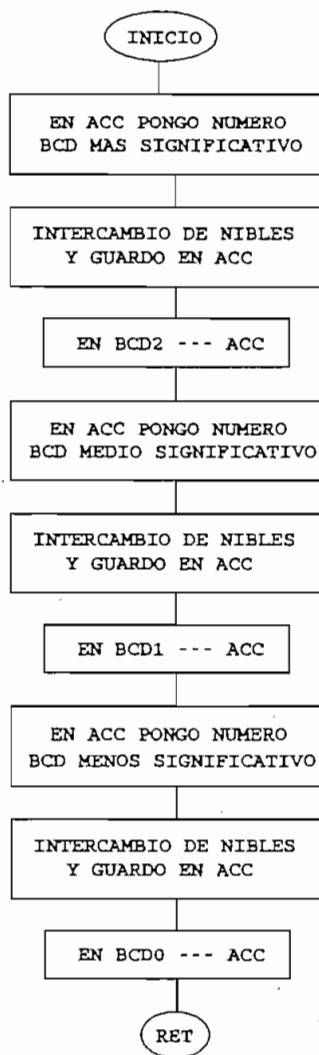 INICIO
EN ACC PONGO NUMERO
BCD MAS SIGNIFICATIVO
INTERCAMBIO DE NIBLES
Y GUARDO EN ACC
EN BCD2 --- ACC
EN ACC PONGO NUMERO
BCD MEDIO SIGNIFICATIVO
INTERCAMBIO DE NIBLES
Y GUARDO EN ACC
EN BCD1 --- ACC
EN ACC PONGO NUMERO
BCD MENOS SIGNIFICATIVO
INTERCAMBIO DE NIBLES
Y GUARDO EN ACC
EN BCD0 --- ACC
RET